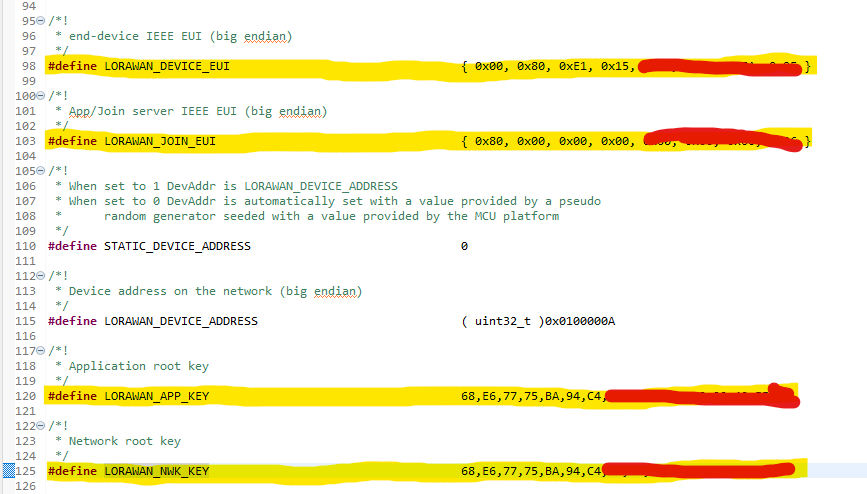 94
95 /*!
96 * end-device IEEE EUI (big endian)
97 */
98 #define LORAWAN_DEVICE_EUI { 0x00, 0x80, 0xE1, 0x15, }
99
100 /*!
101 * App/Join server IEEE EUI (big endian)
102 */
103 #define LORAWAN_JOIN_EUI { 0x80, 0x00, 0x00, 0x00, }
104
105 /*!
106 * When set to 1 DevAddr is LORAWAN_DEVICE_ADDRESS
107 * When set to 0 DevAddr is automatically set with a value provided by a pseudo
108 * random generator seeded with a value provided by the MCU platform
109 */
110 #define STATIC_DEVICE_ADDRESS 0
111
112 /*!
113 * Device address on the network (big endian)
114 */
115 #define LORAWAN_DEVICE_ADDRESS ( uint32_t )0x0100000A
116
117 /*!
118 * Application root key
119 */
120 #define LORAWAN_APP_KEY 68,E6,77,75,BA,94,C4,
121
122 /*!
123 * Network root key
124 */
125 #define LORAWAN_NWK_KEY 68,E6,77,75,BA,94,C4,
126